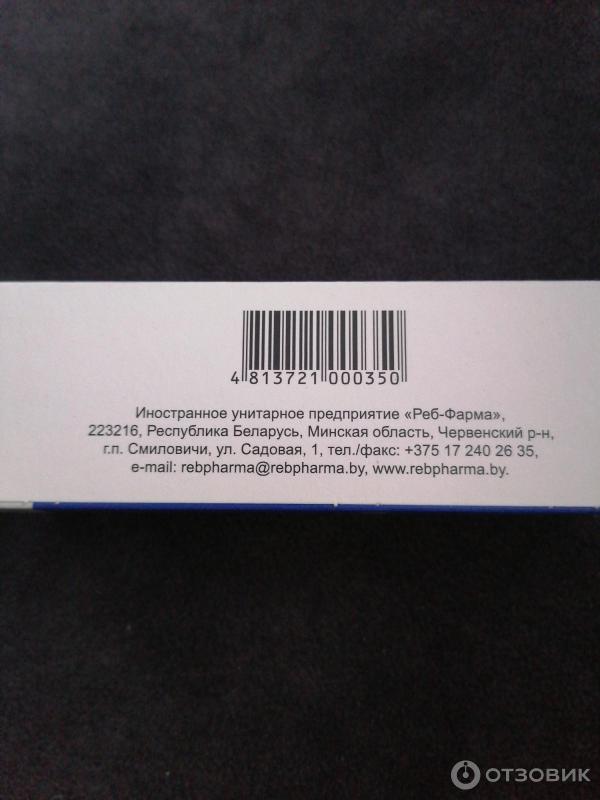 4 813721 000350
Иностранное унитарное предприятие «Реб-Фарма»,
223216, Республика Беларусь, Минская область, Червенский р-н,
г.п. Смиловичи, ул. Садовая, 1, тел./факс: +375 17 240 26 35,
e-mail: rebpharma@rebpharma.by, www.rebpharma.by.
ОТЗОВИК